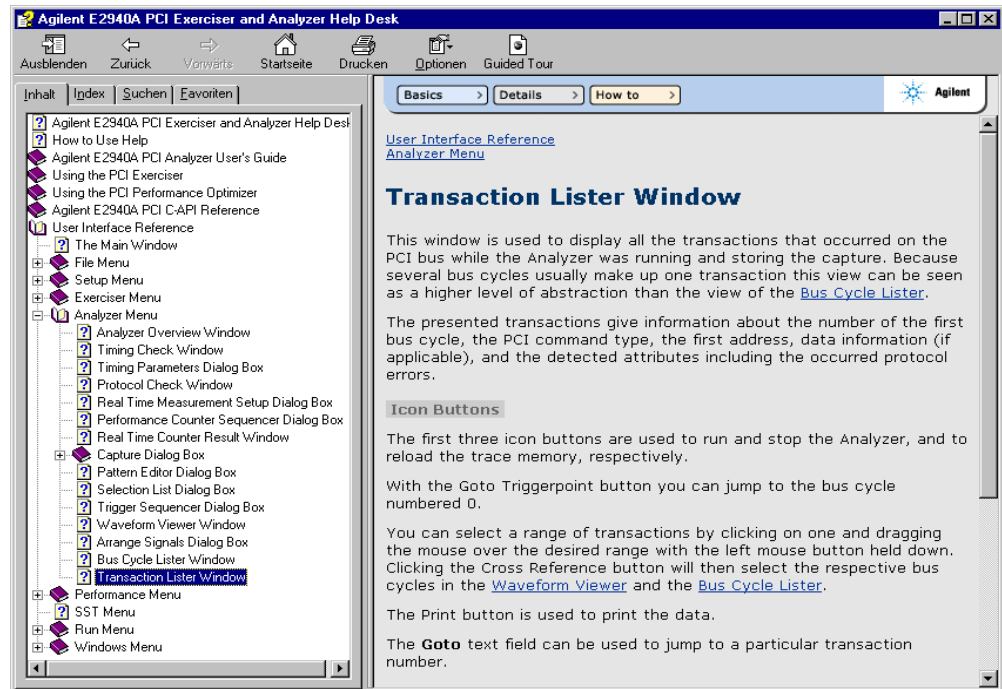 Agilent E2940A PCI Exerciser and Analyzer Help Desk
Ausblenden Zurück Vorwärts Startseite Drucken Optionen Guided Tour
Inhalt Index Suchen Favoriten
Agilent E2940A PCI Exerciser and Analyzer Help Desk
How to Use Help
Agilent E2940A PCI Analyzer User's Guide
Using the PCI Exerciser
Using the PCI Performance Optimizer
Agilent E2940A PCI C-API Reference
User Interface Reference
The Main Window
File Menu
Setup Menu
Exerciser Menu
Analyzer Menu
Analyzer Overview Window
Timing Check Window
Timing Parameters Dialog Box
Protocol Check Window
Real Time Measurement Setup Dialog Box
Performance Counter Sequencer Dialog Box
Real Time Counter Result Window
Capture Dialog Box
Pattern Editor Dialog Box
Selection List Dialog Box
Trigger Sequencer Dialog Box
Waveform Viewer Window
Arrange Signals Dialog Box
Bus Cycle Lister Window
Transaction Lister Window
Performance Menu
SST Menu
Run Menu
Windows Menu
Basics > Details > How to >
Agilent
User Interface Reference
Analyzer Menu
Transaction Lister Window
This window is used to display all the transactions that occurred on the
PCI bus while the Analyzer was running and storing the capture. Because
several bus cycles usually make up one transaction this view can be seen
as a higher level of abstraction than the view of the Bus Cycle Lister.
The presented transactions give information about the number of the first
bus cycle, the PCI command type, the first address, data information (if
applicable), and the detected attributes including the occurred protocol
errors.
Icon Buttons
The first three icon buttons are used to run and stop the Analyzer, and to
reload the trace memory, respectively.
With the Goto Triggerpoint button you can jump to the bus cycle
numbered 0.
You can select a range of transactions by clicking on one and dragging
the mouse over the desired range with the left mouse button held down.
Clicking the Cross Reference button will then select the respective bus
cycles in the Waveform Viewer and the Bus Cycle Lister.
The Print button is used to print the data.
The Goto text field can be used to jump to a particular transaction
number.